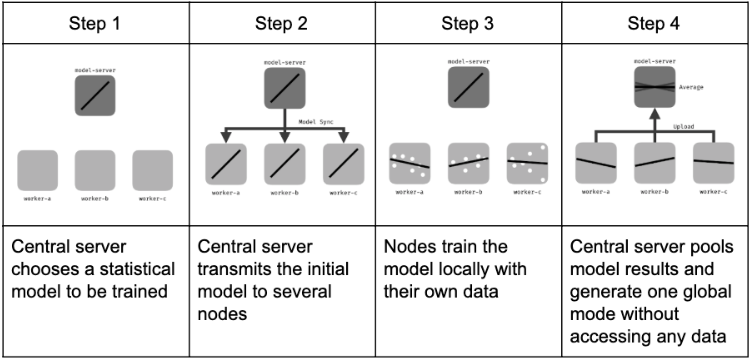 Step 1
Step 2
Step 3
Step 4
model-server
worker-a
worker-b
worker-c
model-server
Model Sync
worker-a
worker-b
worker-c
model-server
worker-a
worker-b
worker-c
model-server
Average
Upload
worker-a
worker-b
worker-c
Central server
chooses a statistical
model to be trained
Central server
transmits the initial
model to several
nodes
Nodes train the
model locally with
their own data
Central server pools
model results and
generate one global
mode without
accessing any data